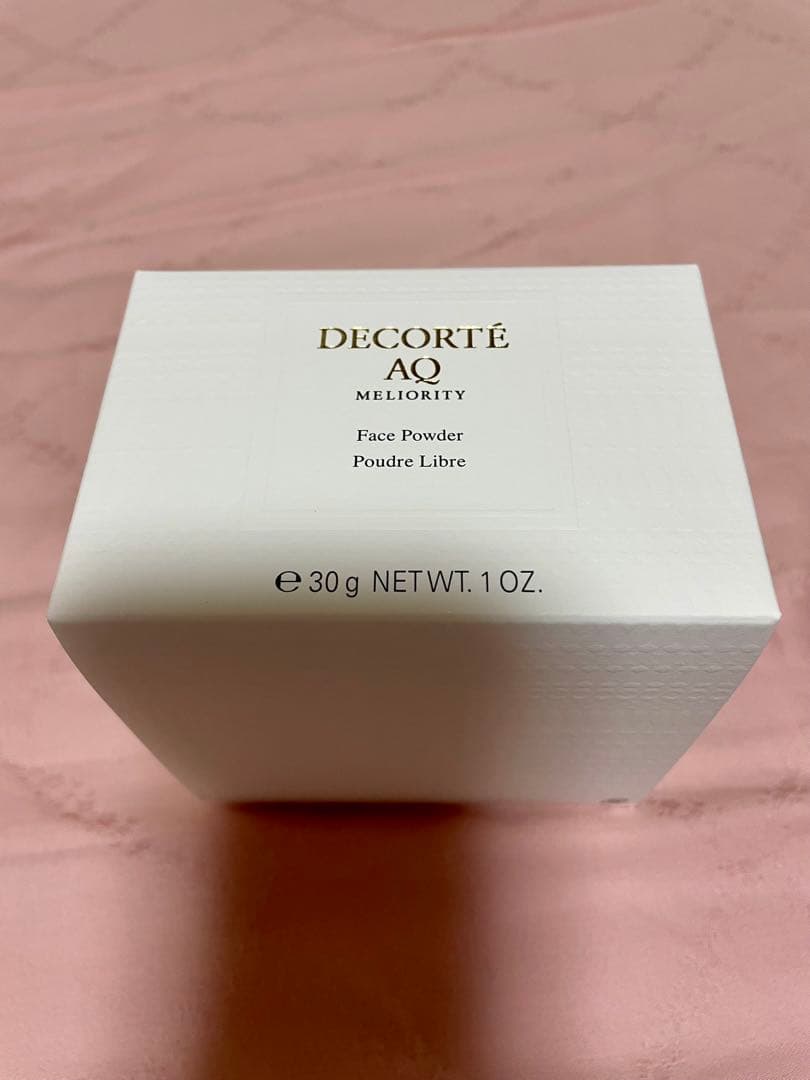 DECORTÉ
AQ
MELIORITY
Face Powder
Poudre Libre
℮ 30 g NET WT. 1 OZ.